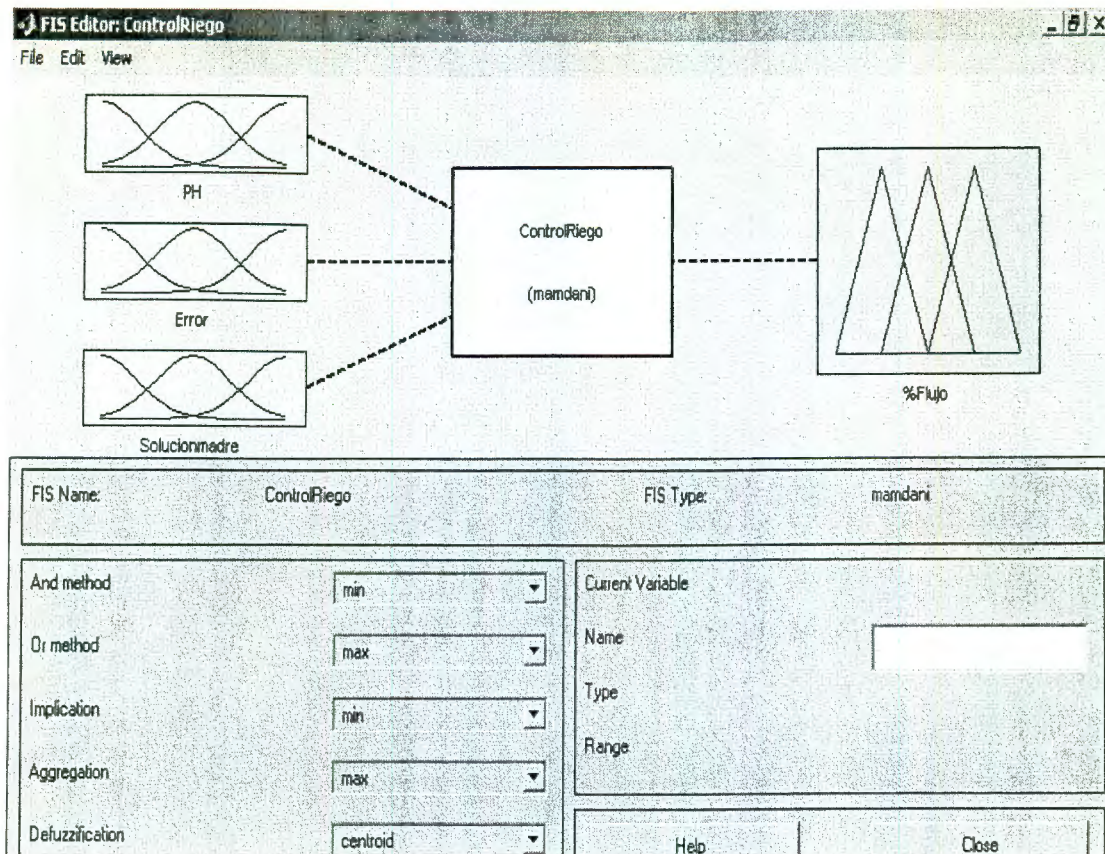 FIS Editor: ControlRiego
File Edit View
PH
Error
Solucionmadre
ControlRiego
(mamdani)
%Flujo
FIS Name: ControlRiego FIS Type: mamdani
And method min
Or method max
Implication min
Aggregation max
Defuzzification centroid
Current Variable
Name
Type
Range
Help Close